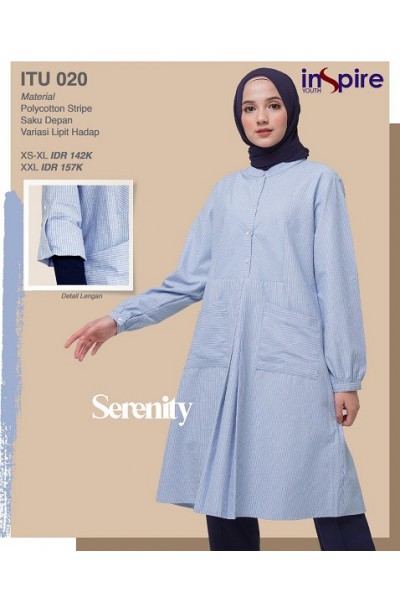 ITU 020
Material
Polycotton Stripe
Saku Depan
Variasi Lipit Hadap
XS-XL IDR 142K
XXL IDR 157K
inSpire
YOUTH
Detail Lengan
Serenity